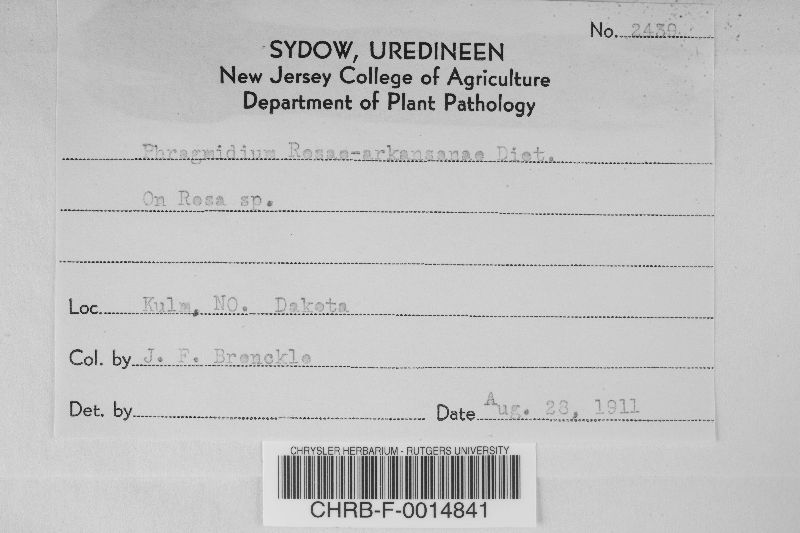 No. 2439
SYDOW, UREDINEEN
New Jersey College of Agriculture
Department of Plant Pathology
Phragmidium Rosae-arkansanae Diet.
On Rosa sp.
Loc. Kulm, NO. Dakota
Col. by J. F. Brenckle
Det. by
Date Aug. 28, 1911
CHRYSLER HERBARIUM - RUTGERS UNIVERSITY
CHRB-F-0014841